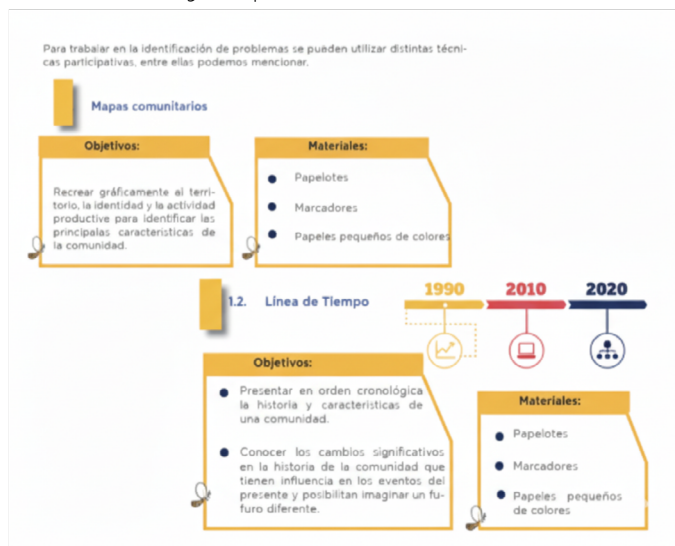 Para trabaiar en la identificación de problemas se pueden utilizar distintas técni-
cas participativas, entre ellas podemos mencionar.
Mapas comunitarios
Objetivos:
Recrear gráficamente al terri-
torio, la identidad y la actividad
productive para identificar las
principalas caracteristicas de
la comunidad.
Materiales:
Papelotes
Marcadores
Papeles pequeños de colores
1.2. Línea de Tiempo
1990 2010 2020
Objetivos:
Presentar en orden cronológica
la historia y caracteristicas de
una comunidad.
Conocer los cambios significativos
en la historia de la comunidad que
tienen influencia en los eventos del
presente y posibilitan imaginar un fu-
furo diferente.
Materiales:
Papelotes
Marcadores
Papeles pequeños
de colores